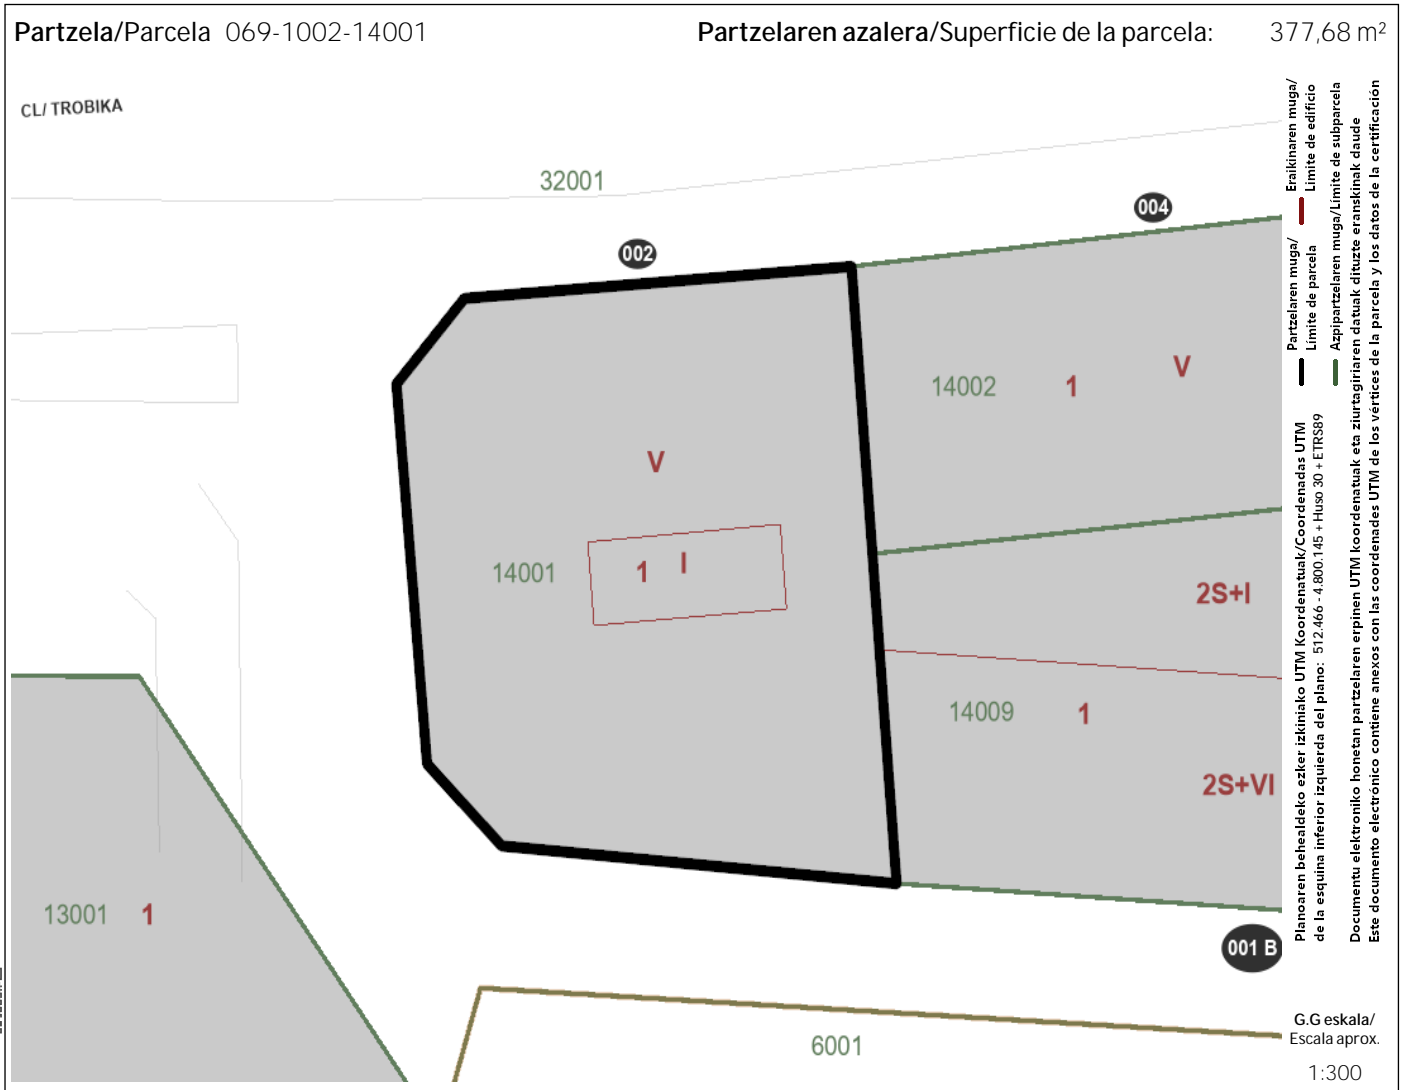 Partzela/Parcela 069-1002-14001
Partzelaren azalera/Superficie de la parcela: 377,68 m²
CL/ TROBIKA
32001
004
002
V
14002 1
V
14001
1 I
2S+I
14009 1
2S+VI
13001 1
001 B
6001
Partzelaren muga/
Límite de parcela
Eraikinaren muga/
Límite de edificio
Azpipartzelaren muga/Límite de subparcela
Planoaren behealdeko ezker izkiniako UTM Koordenatuak/Coordenadas UTM
de la esquina inferior izquierda del plano: 512.466 - 4.800.145 + Huso 30 + ETRS89
Documentu elektroniko honetan partzelaren erpinen UTM koordenatuak eta ziurtagiriaren datuak dituzte eranskinak daude
Este documento electrónico contiene anexos con las coordenades UTM de los vértices de la parcela y los datos de la certificación
G.G eskala/
Escala aprox.
1:300